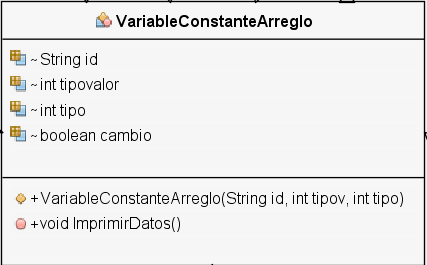 VariableConstanteArreglo
~String id
~int tipovalor
~int tipo
~boolean cambio
+VariableConstanteArreglo(String id, int tipov, int tipo)
+void ImprimirDatos()